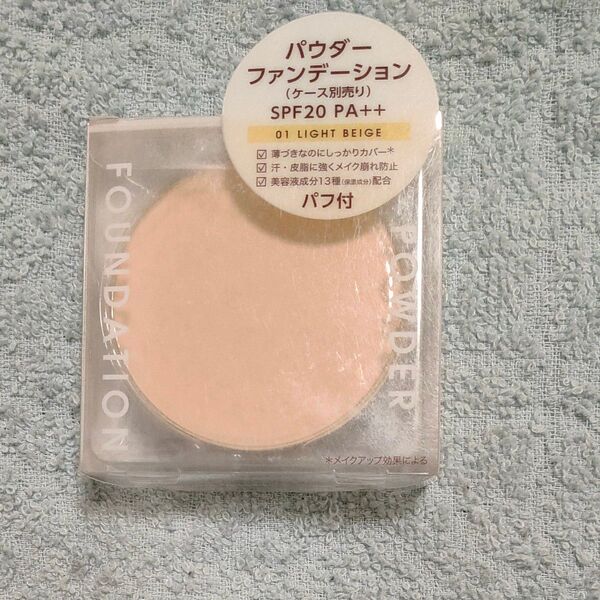 パウダー
ファンデーション
(ケース別売り)
SPF20 PA++
01 LIGHT BEIGE
薄づきなのにしっかりカバー*
汗・皮脂に強くメイク崩れ防止
美容液成分13種(保湿成分)配合
パフ付
FOUNDATION
POWDER
*メイクアップ効果による